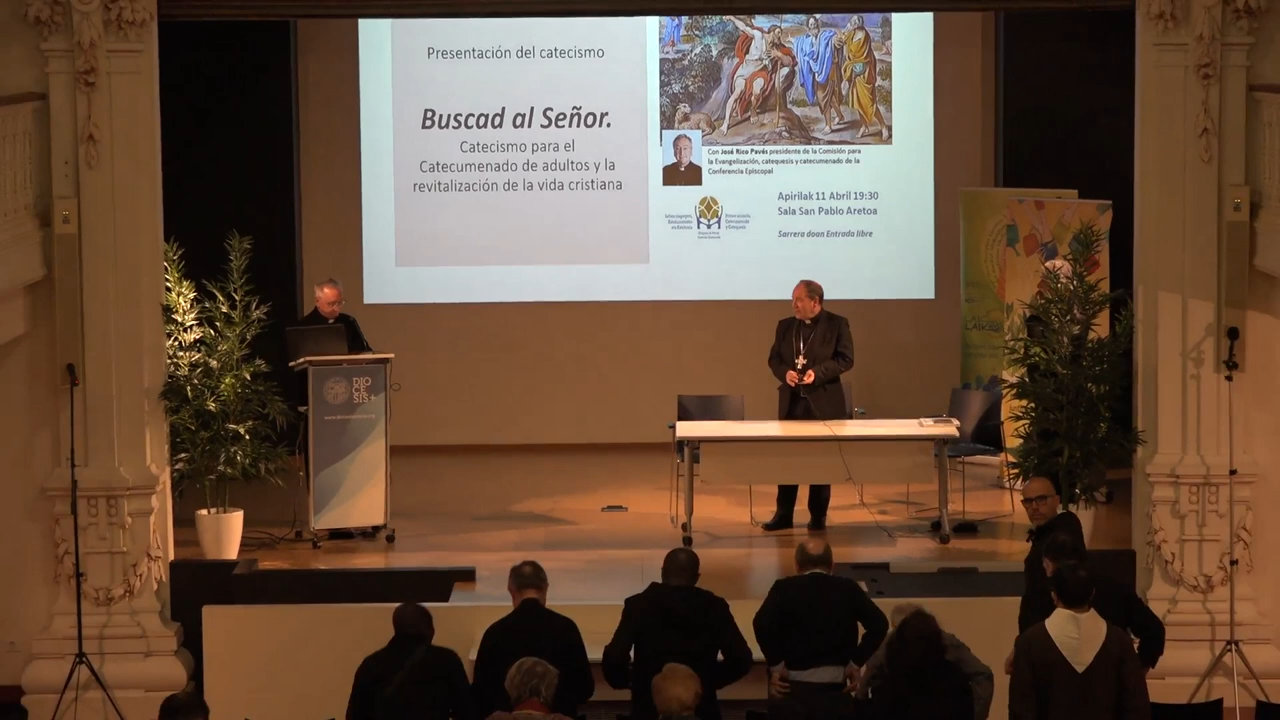 Presentación del catecismo
Buscad al Señor.
Catecismo para el
Catecumenado de adultos y la
revitalización de la vida cristiana
Con José Rico Pavés presidente de la Comisión para
la Evangelización, catequesis y catecumenado de la
Conferencia Episcopal
Apirilak 11 Abril 19:30
Sala San Pablo Aretoa
Sarrera doan Entrada libre
DIO
CE
SIS+